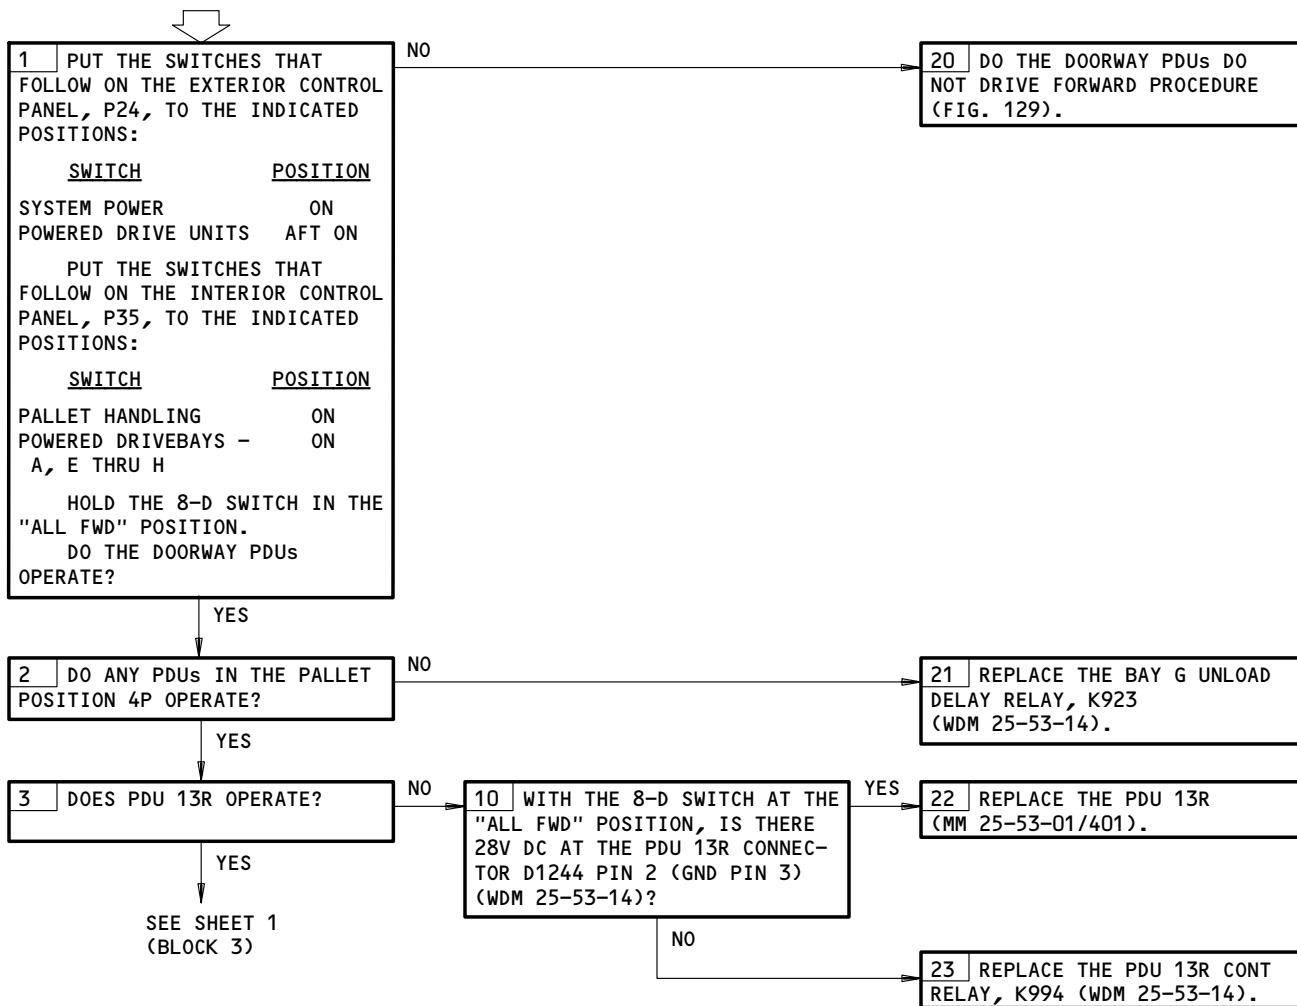 1 PUT THE SWITCHES THAT
FOLLOW ON THE EXTERIOR CONTROL
PANEL, P24, TO THE INDICATED
POSITIONS:
SWITCH POSITION
SYSTEM POWER ON
POWERED DRIVE UNITS AFT ON
PUT THE SWITCHES THAT
FOLLOW ON THE INTERIOR CONTROL
PANEL, P35, TO THE INDICATED
POSITIONS:
SWITCH POSITION
PALLET HANDLING ON
POWERED DRIVEBAYS - ON
A, E THRU H
HOLD THE 8-D SWITCH IN THE
"ALL FWD" POSITION.
DO THE DOORWAY PDUs
OPERATE?
NO
20 DO THE DOORWAY PDUs DO
NOT DRIVE FORWARD PROCEDURE
(FIG. 129).
YES
2 DO ANY PDUs IN THE PALLET
POSITION 4P OPERATE?
NO
21 REPLACE THE BAY G UNLOAD
DELAY RELAY, K923
(WDM 25-53-14).
YES
3 DOES PDU 13R OPERATE?
NO
10 WITH THE 8-D SWITCH AT THE
"ALL FWD" POSITION, IS THERE
28V DC AT THE PDU 13R CONNEC-
TOR D1244 PIN 2 (GND PIN 3)
(WDM 25-53-14)?
YES
22 REPLACE THE PDU 13R
(MM 25-53-01/401).
YES
SEE SHEET 1
(BLOCK 3)
NO
23 REPLACE THE PDU 13R CONT
RELAY, K994 (WDM 25-53-14).